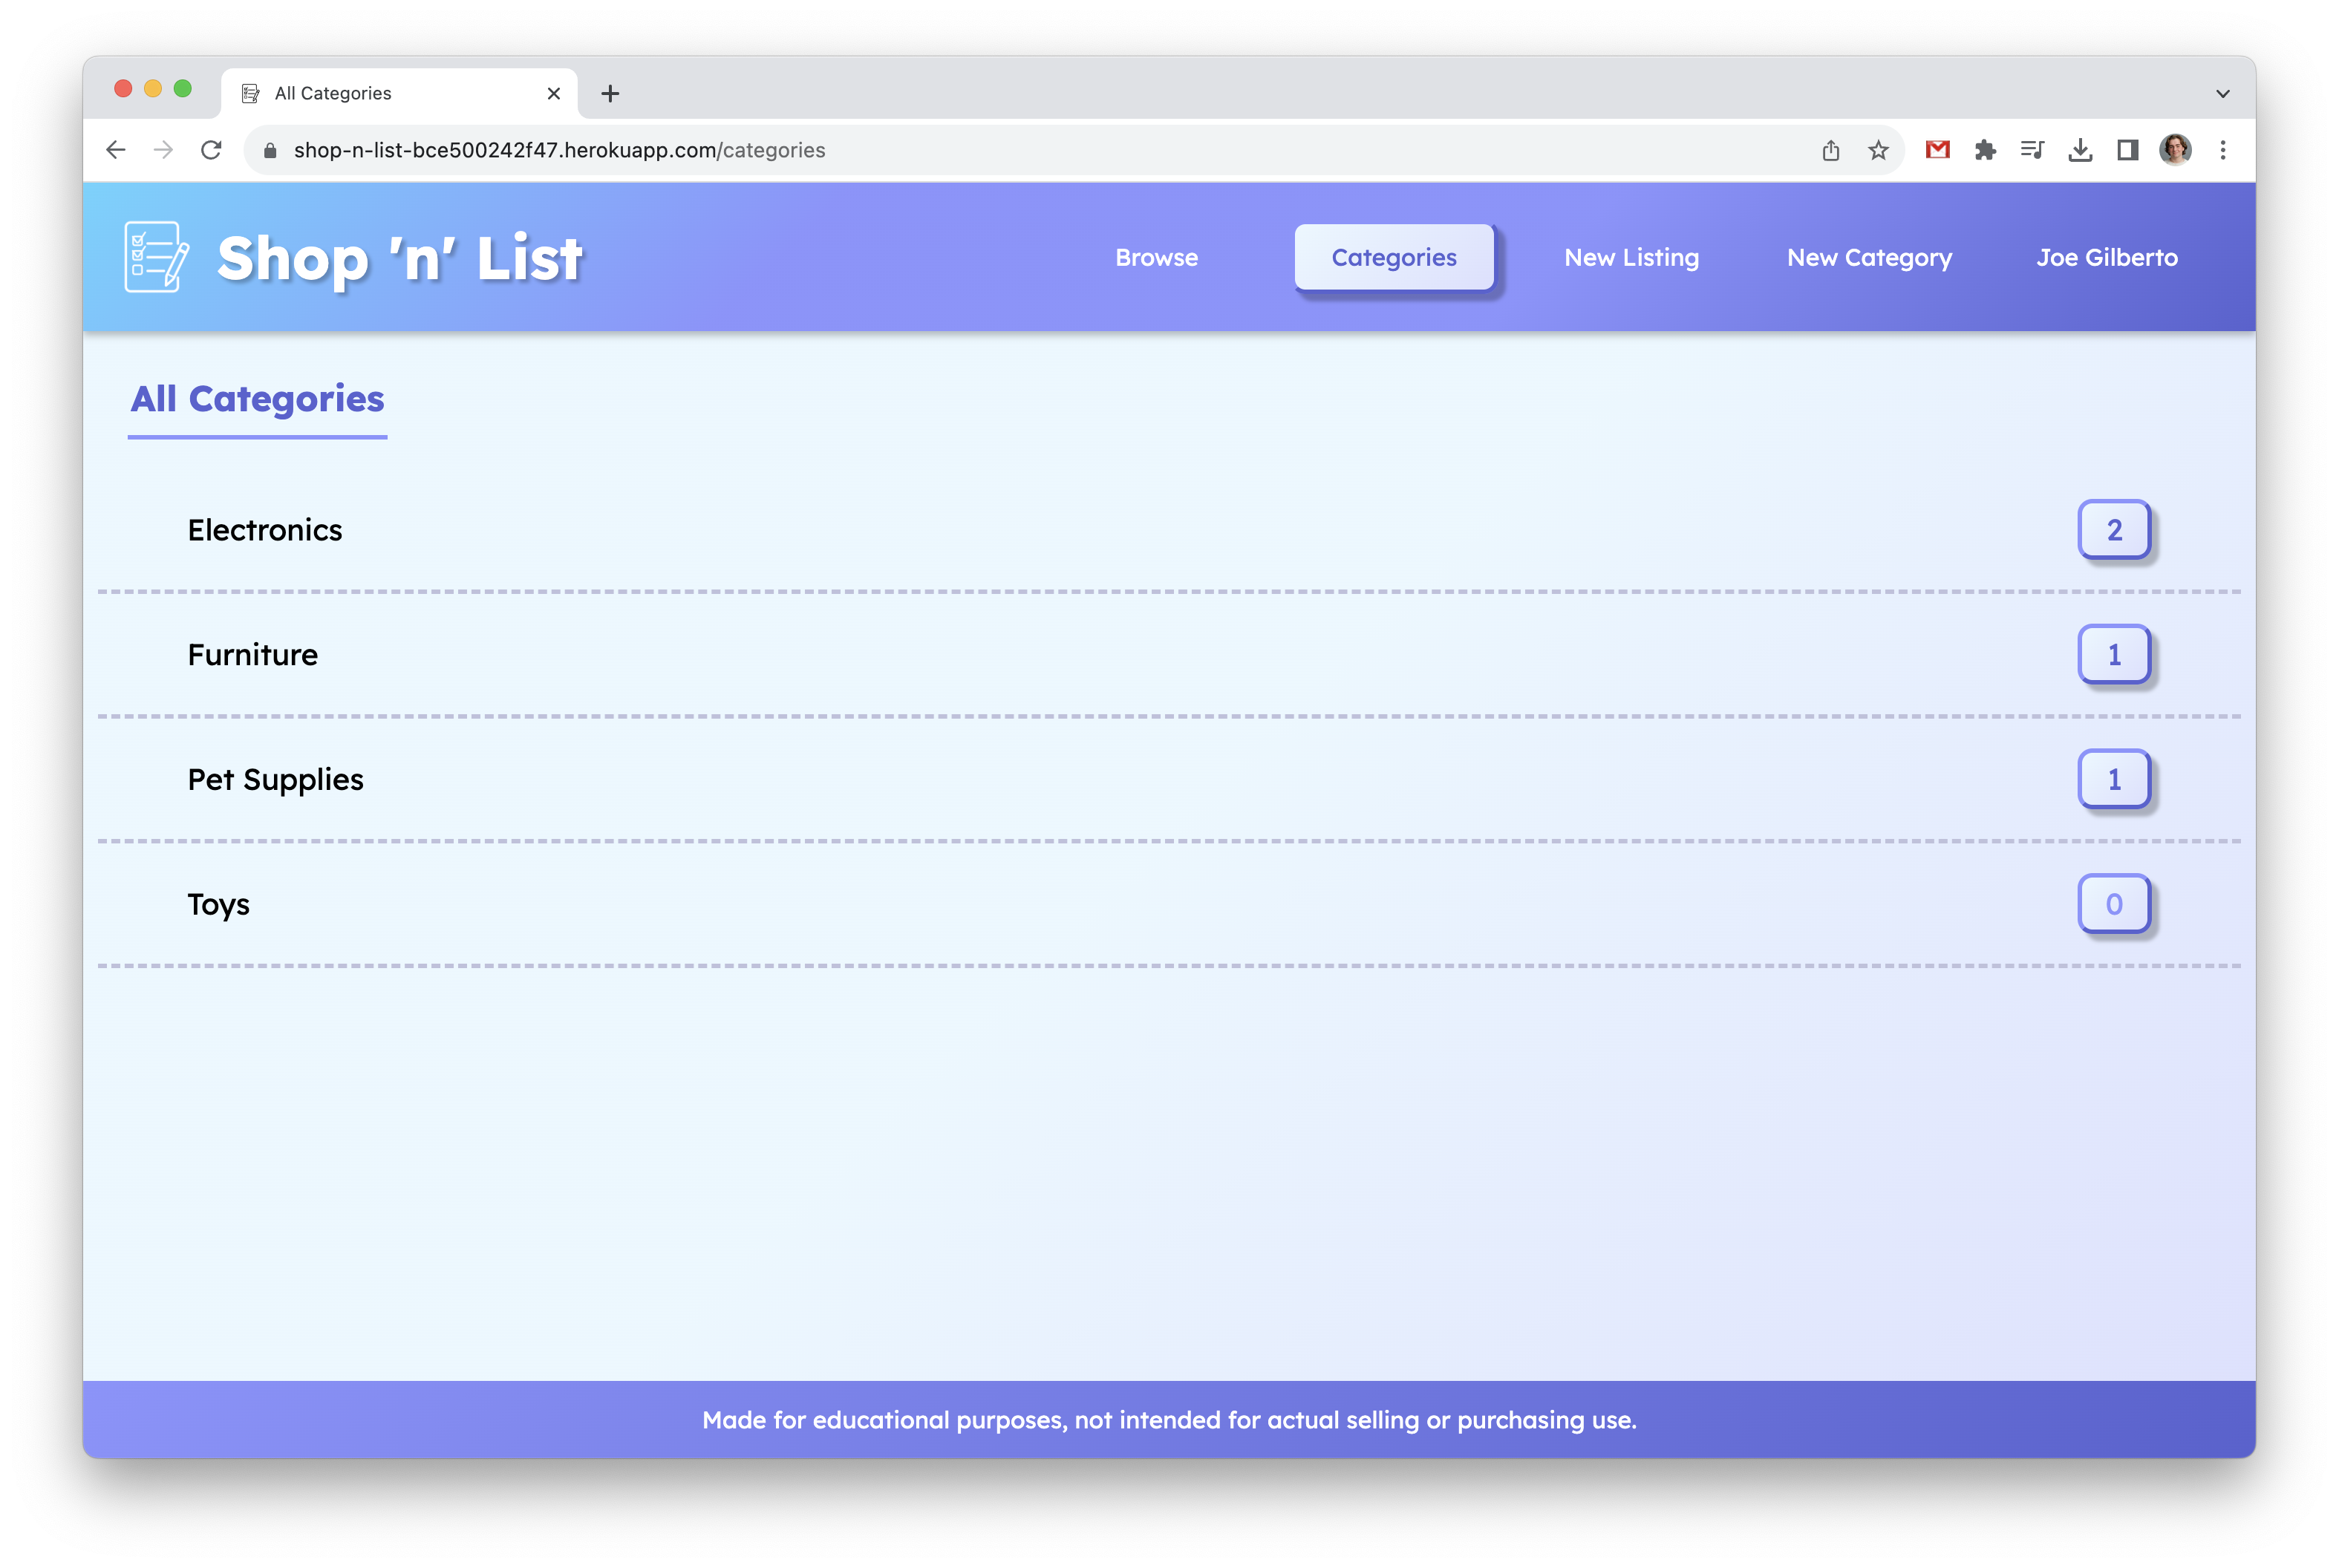 All Categories
shop-n-list-bce500242f47.herokuapp.com/categories
Shop 'n' List
Browse
Categories
New Listing
New Category
Joe Gilberto
All Categories
Electronics
2
Furniture
1
Pet Supplies
1
Toys
0
Made for educational purposes, not intended for actual selling or purchasing use.